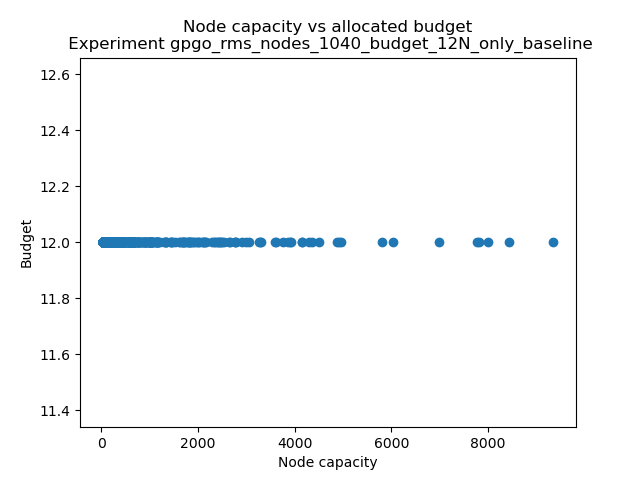 Node capacity vs allocated budget
Experiment gpgo_rms_nodes_1040_budget_12N_only_baseline
12.6
12.4
12.2
12.0
11.8
11.6
11.4
Budget
0 2000 4000 6000 8000
Node capacity